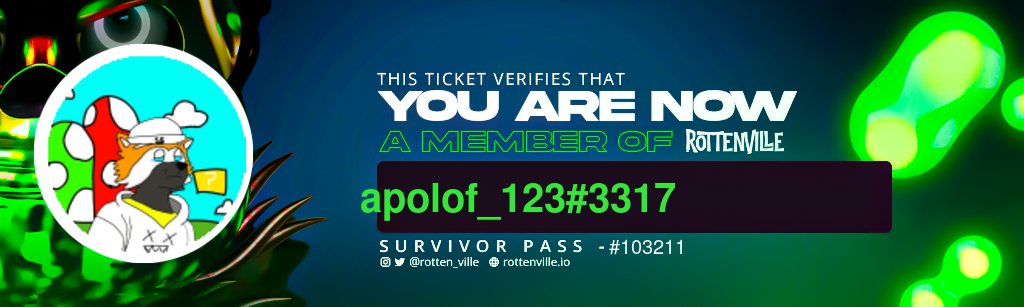 THIS TICKET VERIFIES THAT
YOU ARE NOW
A MEMBER OF ROTTENVILLE
apolof_123#3317
SURVIVOR PASS - #103211
@rotten_ville rottenville.io
?